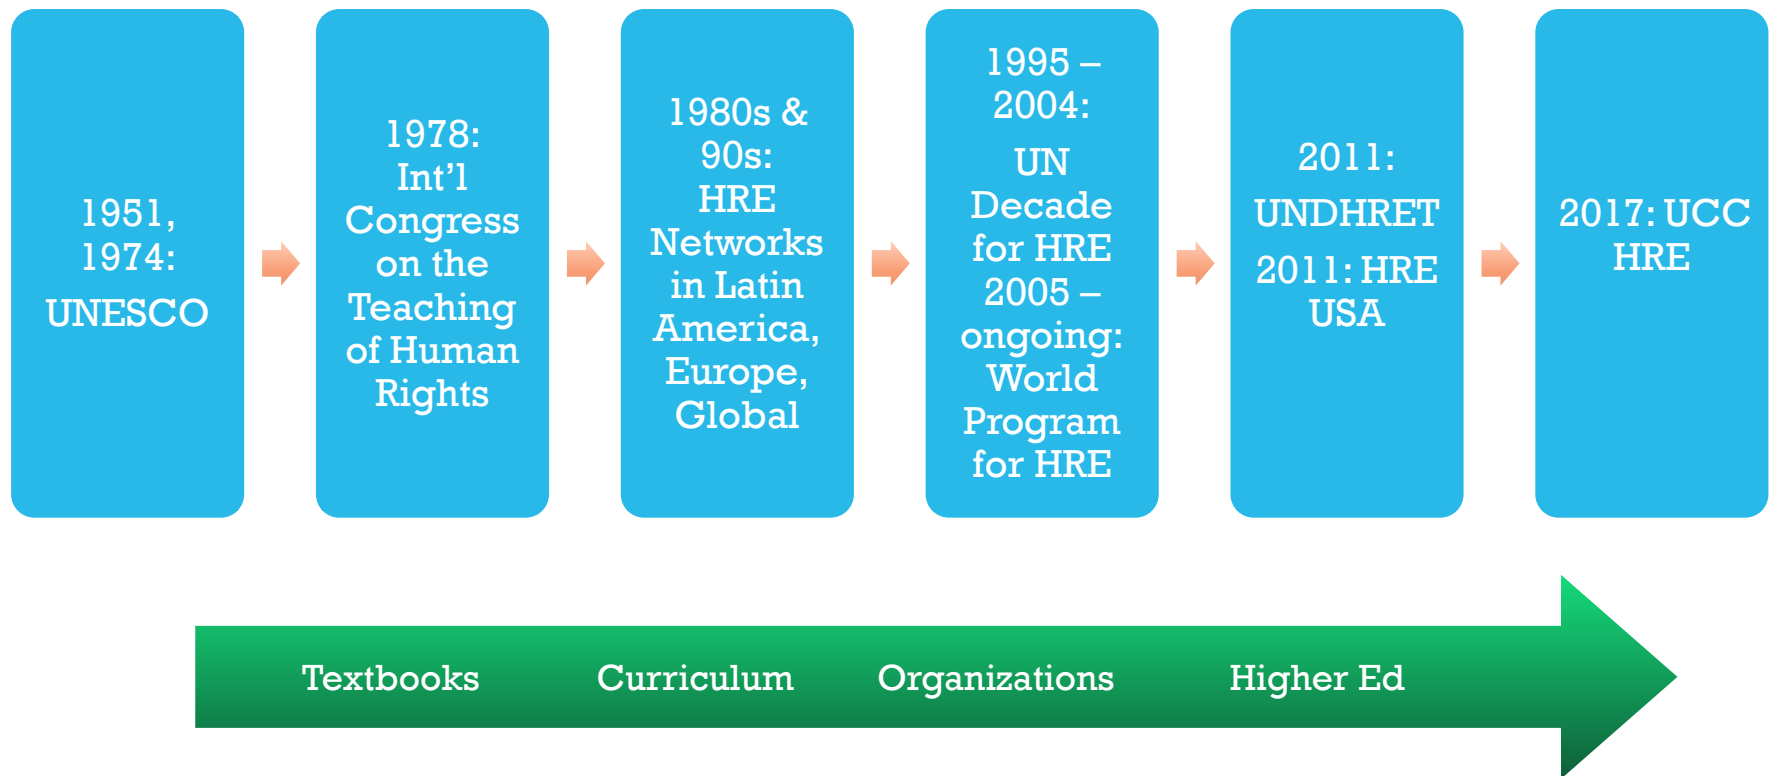 1951,
1974:
UNESCO
1978:
Int’l
Congress
on the
Teaching
of Human
Rights
1980s &
90s:
HRE
Networks
in Latin
America,
Europe,
Global
1995 –
2004:
UN
Decade
for HRE
2005 –
ongoing:
World
Program
for HRE
2011:
UNDHRET
2011: HRE
USA
2017: UCC
HRE
Textbooks Curriculum Organizations Higher Ed